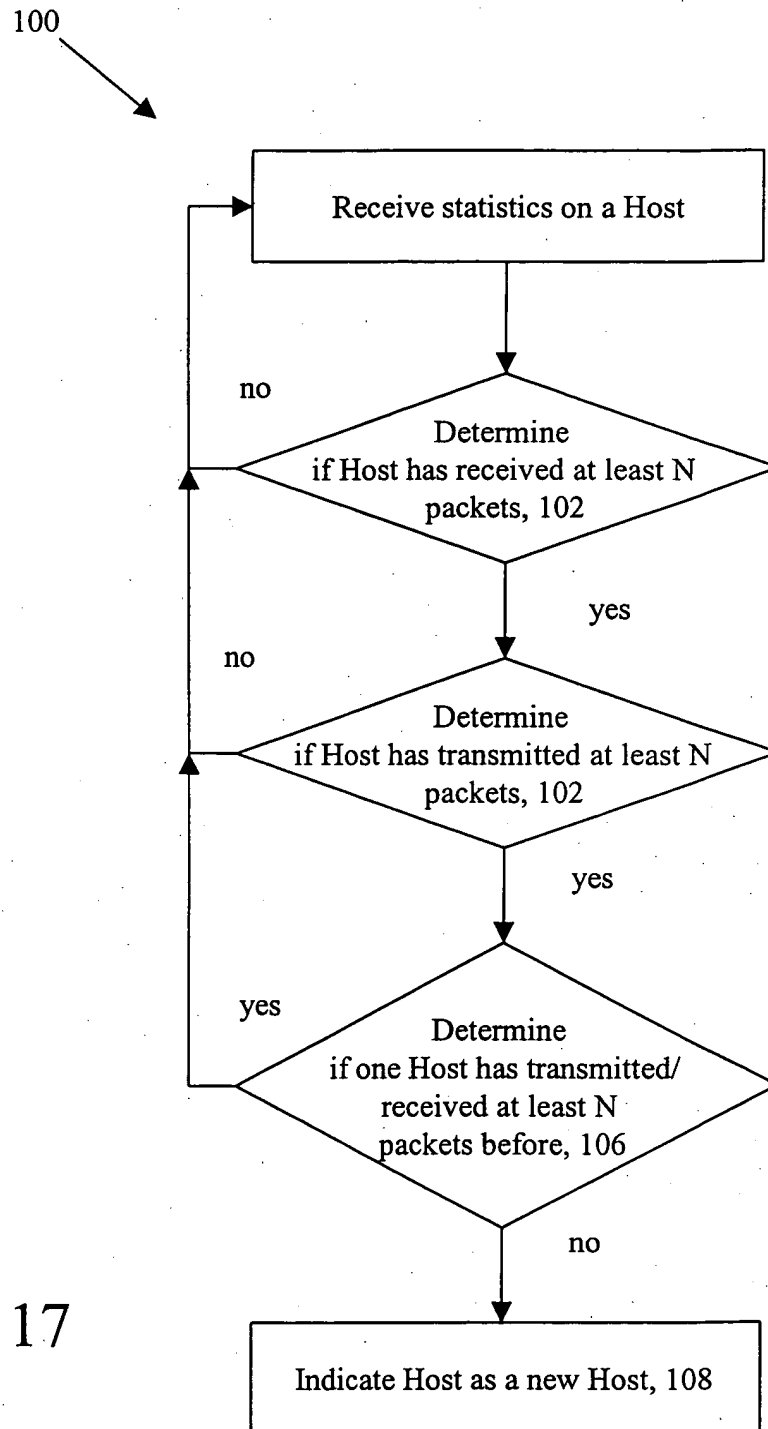 100
Receive statistics on a Host
no
Determine
if Host has received at least N
packets, 102
yes
no
Determine
if Host has transmitted at least N
packets, 102
yes
yes
Determine
if one Host has transmitted/
received at least N
packets before, 106
no
17
Indicate Host as a new Host, 108